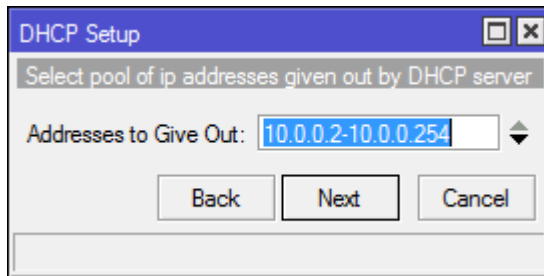 DHCP Setup
Select pool of ip addresses given out by DHCP server
Addresses to Give Out: 10.0.0.2-10.0.0.254
Back Next Cancel